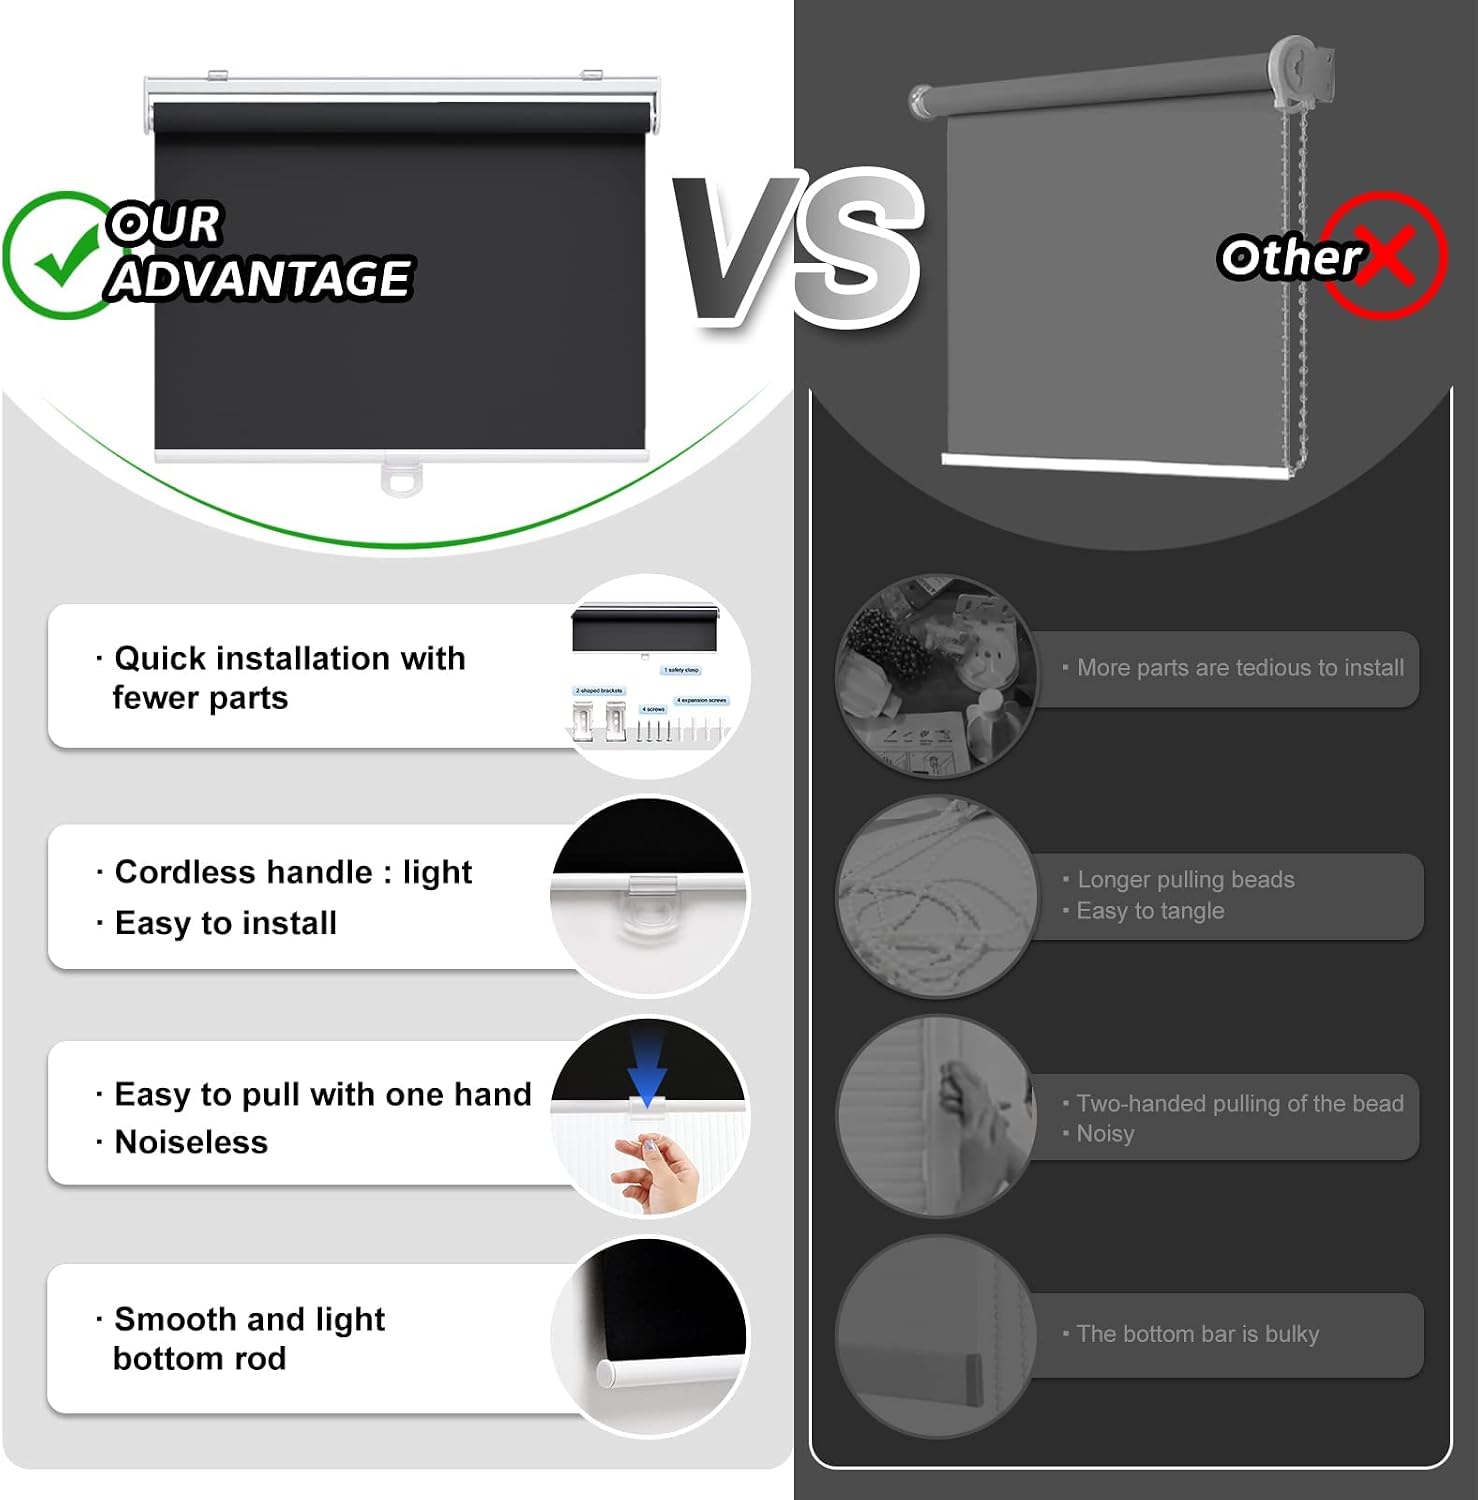 OUR
ADVANTAGE
VS
Other
· Quick installation with
fewer parts
1 safety clasp
2-shaped brackets
4 screws
4 expansion screws
· More parts are tedious to install
· Cordless handle : light
· Easy to install
· Longer pulling beads
· Easy to tangle
· Easy to pull with one hand
· Noiseless
· Two-handed pulling of the bead
· Noisy
· Smooth and light
bottom rod
· The bottom bar is bulky